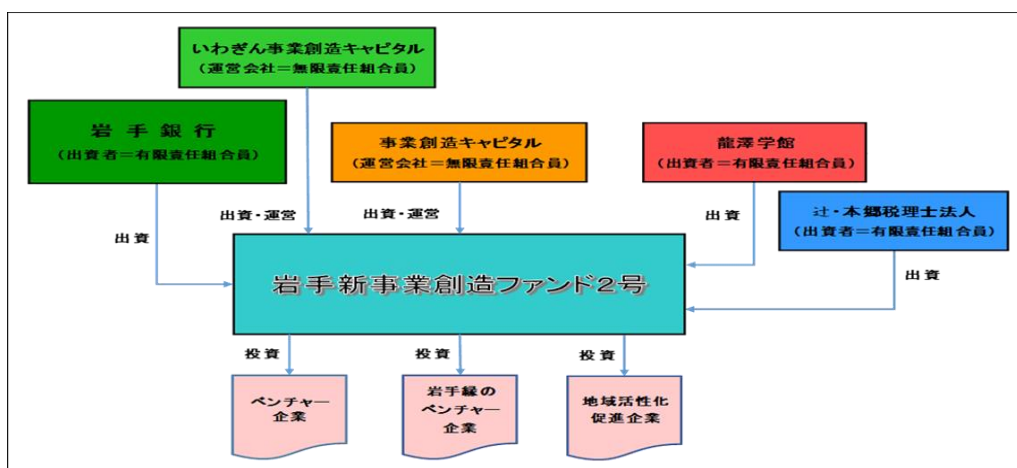 いわぎん事業創造キャピタル
（運営会社＝無限責任組合員）
岩手銀行
（出資者＝有限責任組合員）
事業創造キャピタル
（運営会社＝無限責任組合員）
龍澤学館
（出資者＝有限責任組合員）
辻・本郷税理士法人
（出資者＝有限責任組合員）
出資・運営
出資・運営
出資
出資
出資
岩手新事業創造ファンド2号
投資
投資
投資
ベンチャー
企業
岩手縁の
ベンチャー
企業
地域活性化
促進企業